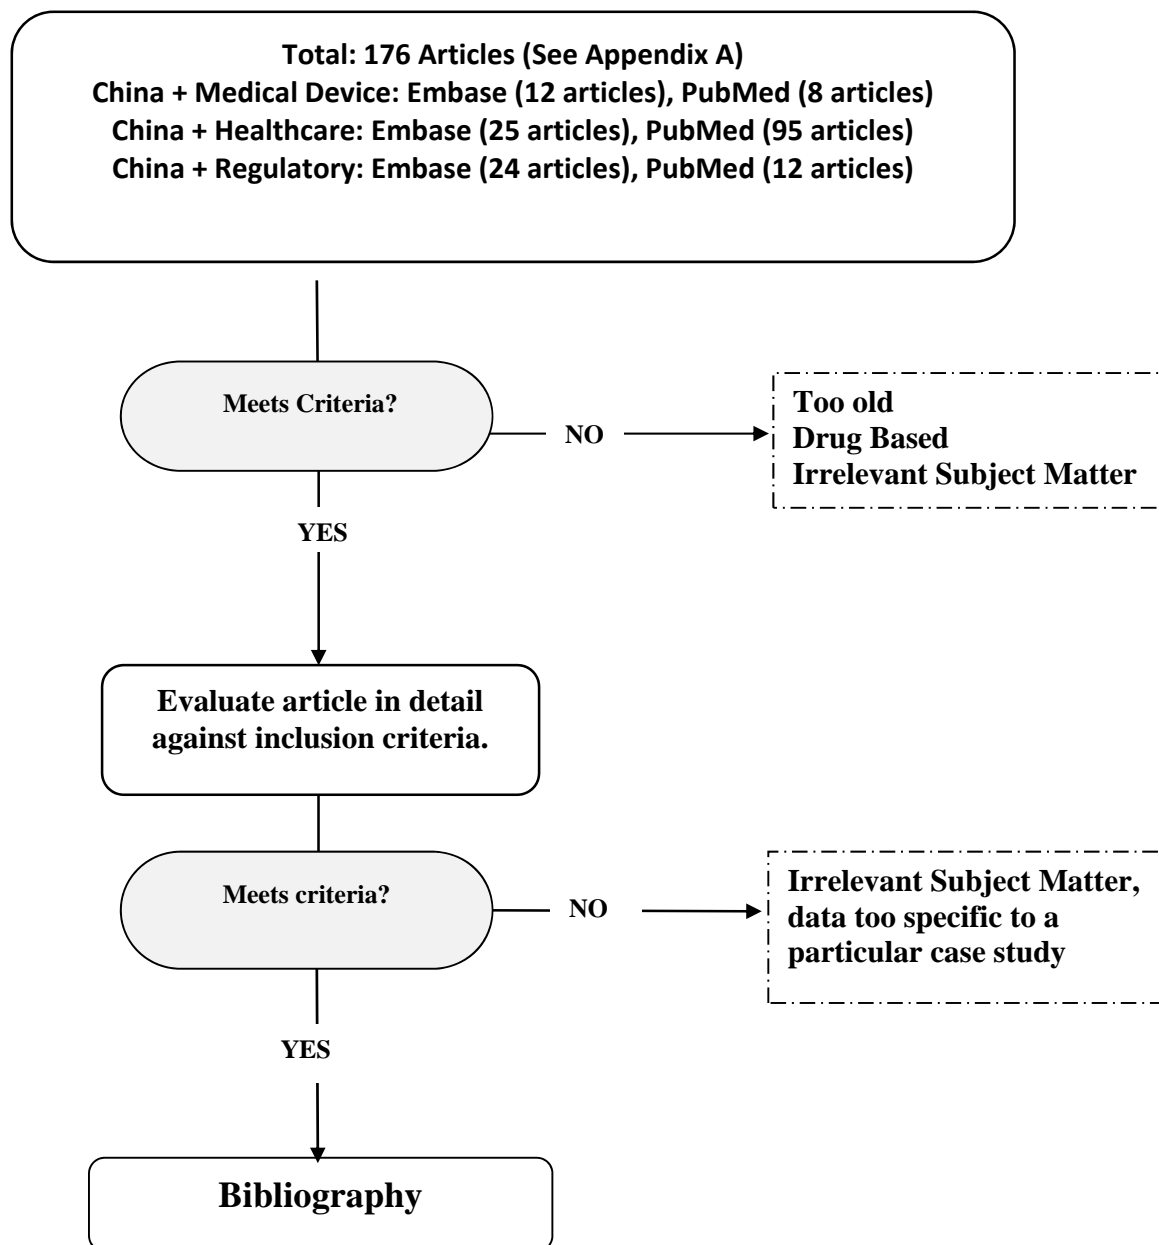 Total: 176 Articles (See Appendix A)
China + Medical Device: Embase (12 articles), PubMed (8 articles)
China + Healthcare: Embase (25 articles), PubMed (95 articles)
China + Regulatory: Embase (24 articles), PubMed (12 articles)
Meets Criteria?
NO
Too old
Drug Based
Irrelevant Subject Matter
YES
Evaluate article in detail
against inclusion criteria.
Meets criteria?
NO
Irrelevant Subject Matter,
data too specific to a
particular case study
YES
Bibliography